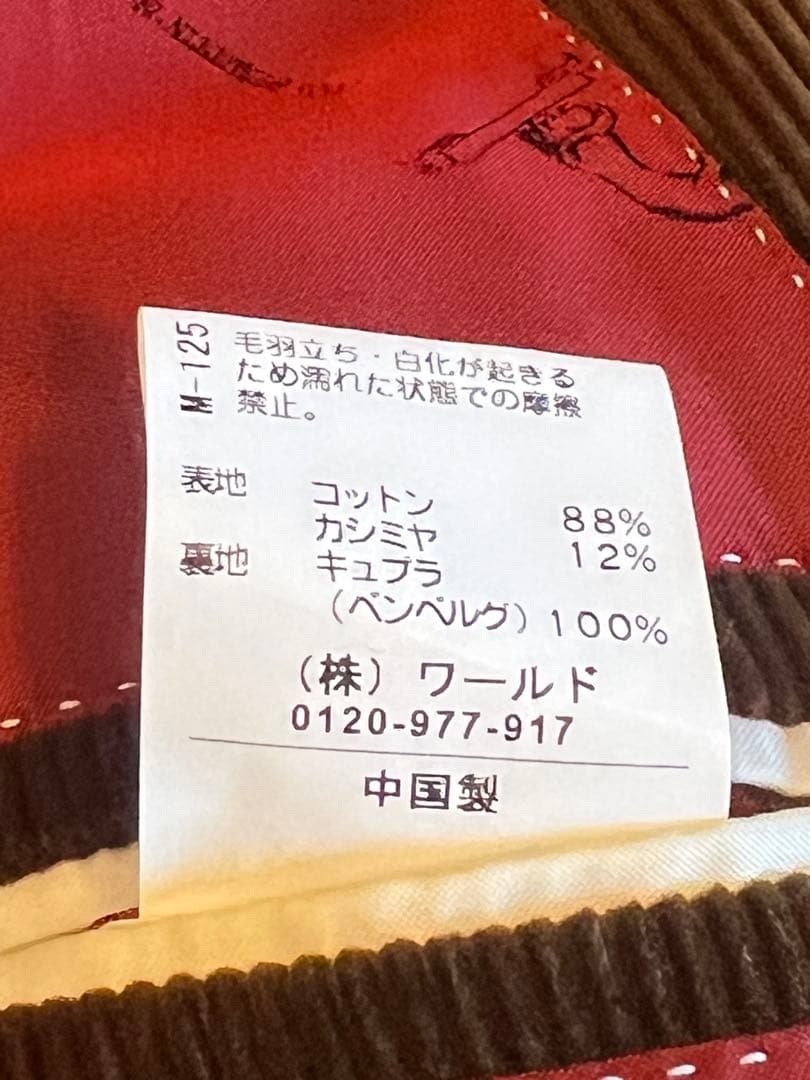 M-125
毛羽立ち・白化が起きる
ため濡れた状態での摩擦
禁止。
表地 コットン 88%
カシミヤ 12%
裏地 キュプラ
(ベンベルグ) 100%
(株) ワールド
0120-977-917
中国製